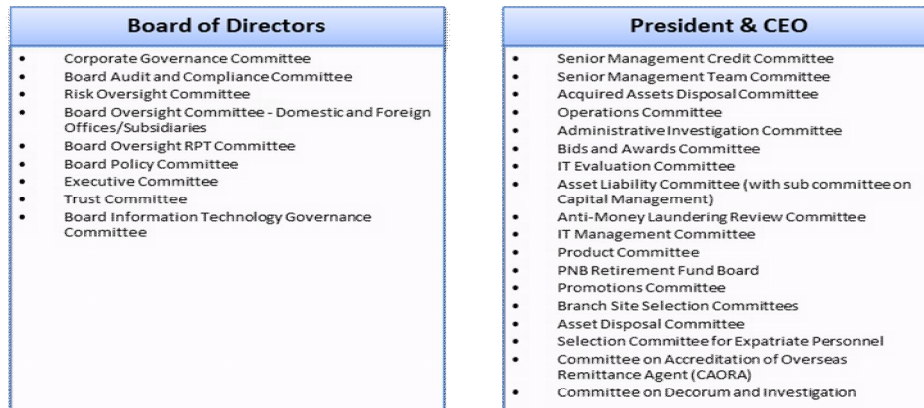 Board of Directors
• Corporate Governance Committee
• Board Audit and Compliance Committee
• Risk Oversight Committee
• Board Oversight Committee - Domestic and Foreign
Offices/Subsidiaries
• Board Oversight RPT Committee
• Board Policy Committee
• Executive Committee
• Trust Committee
• Board Information Technology Governance
Committee
President & CEO
• Senior Management Credit Committee
• Senior Management Team Committee
• Acquired Assets Disposal Committee
• Operations Committee
• Administrative Investigation Committee
• Bids and Awards Committee
• IT Evaluation Committee
• Asset Liability Committee (with sub committee on
Capital Management)
• Anti-Money Laundering Review Committee
• IT Management Committee
• Product Committee
• PNB Retirement Fund Board
• Promotions Committee
• Branch Site Selection Committees
• Asset Disposal Committee
• Selection Committee for Expatriate Personnel
• Committee on Accreditation of Overseas
Remittance Agent (CAORA)
• Committee on Decorum and Investigation